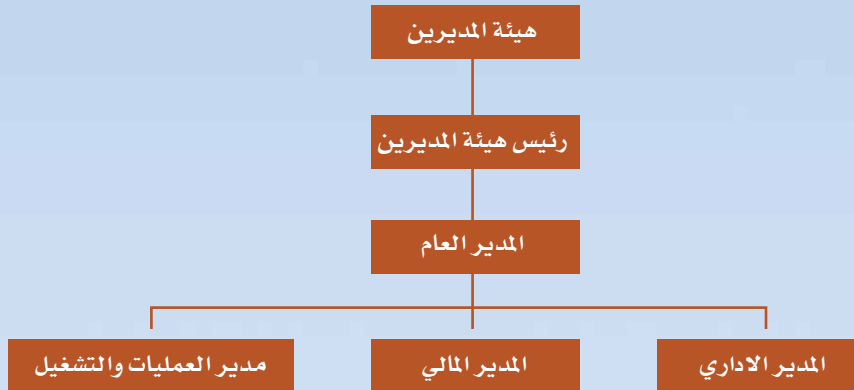 هيئة المديرين
رئيس هيئة المديرين
المدير العام
المدير الاداري
المدير المالي
مدير العمليات والتشغيل